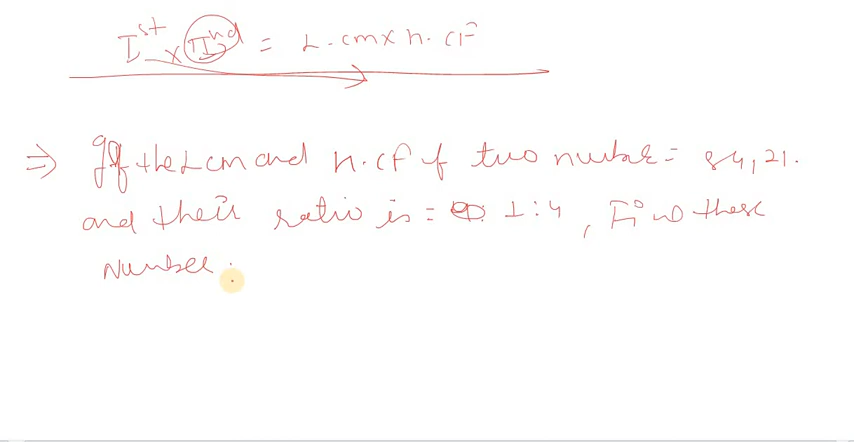 Ist x IInd = L.cm x H.CF
⇒ If the Lcm and H.CF of two number = 84, 21.
and their ratio is = 1:4, Find these
Number.